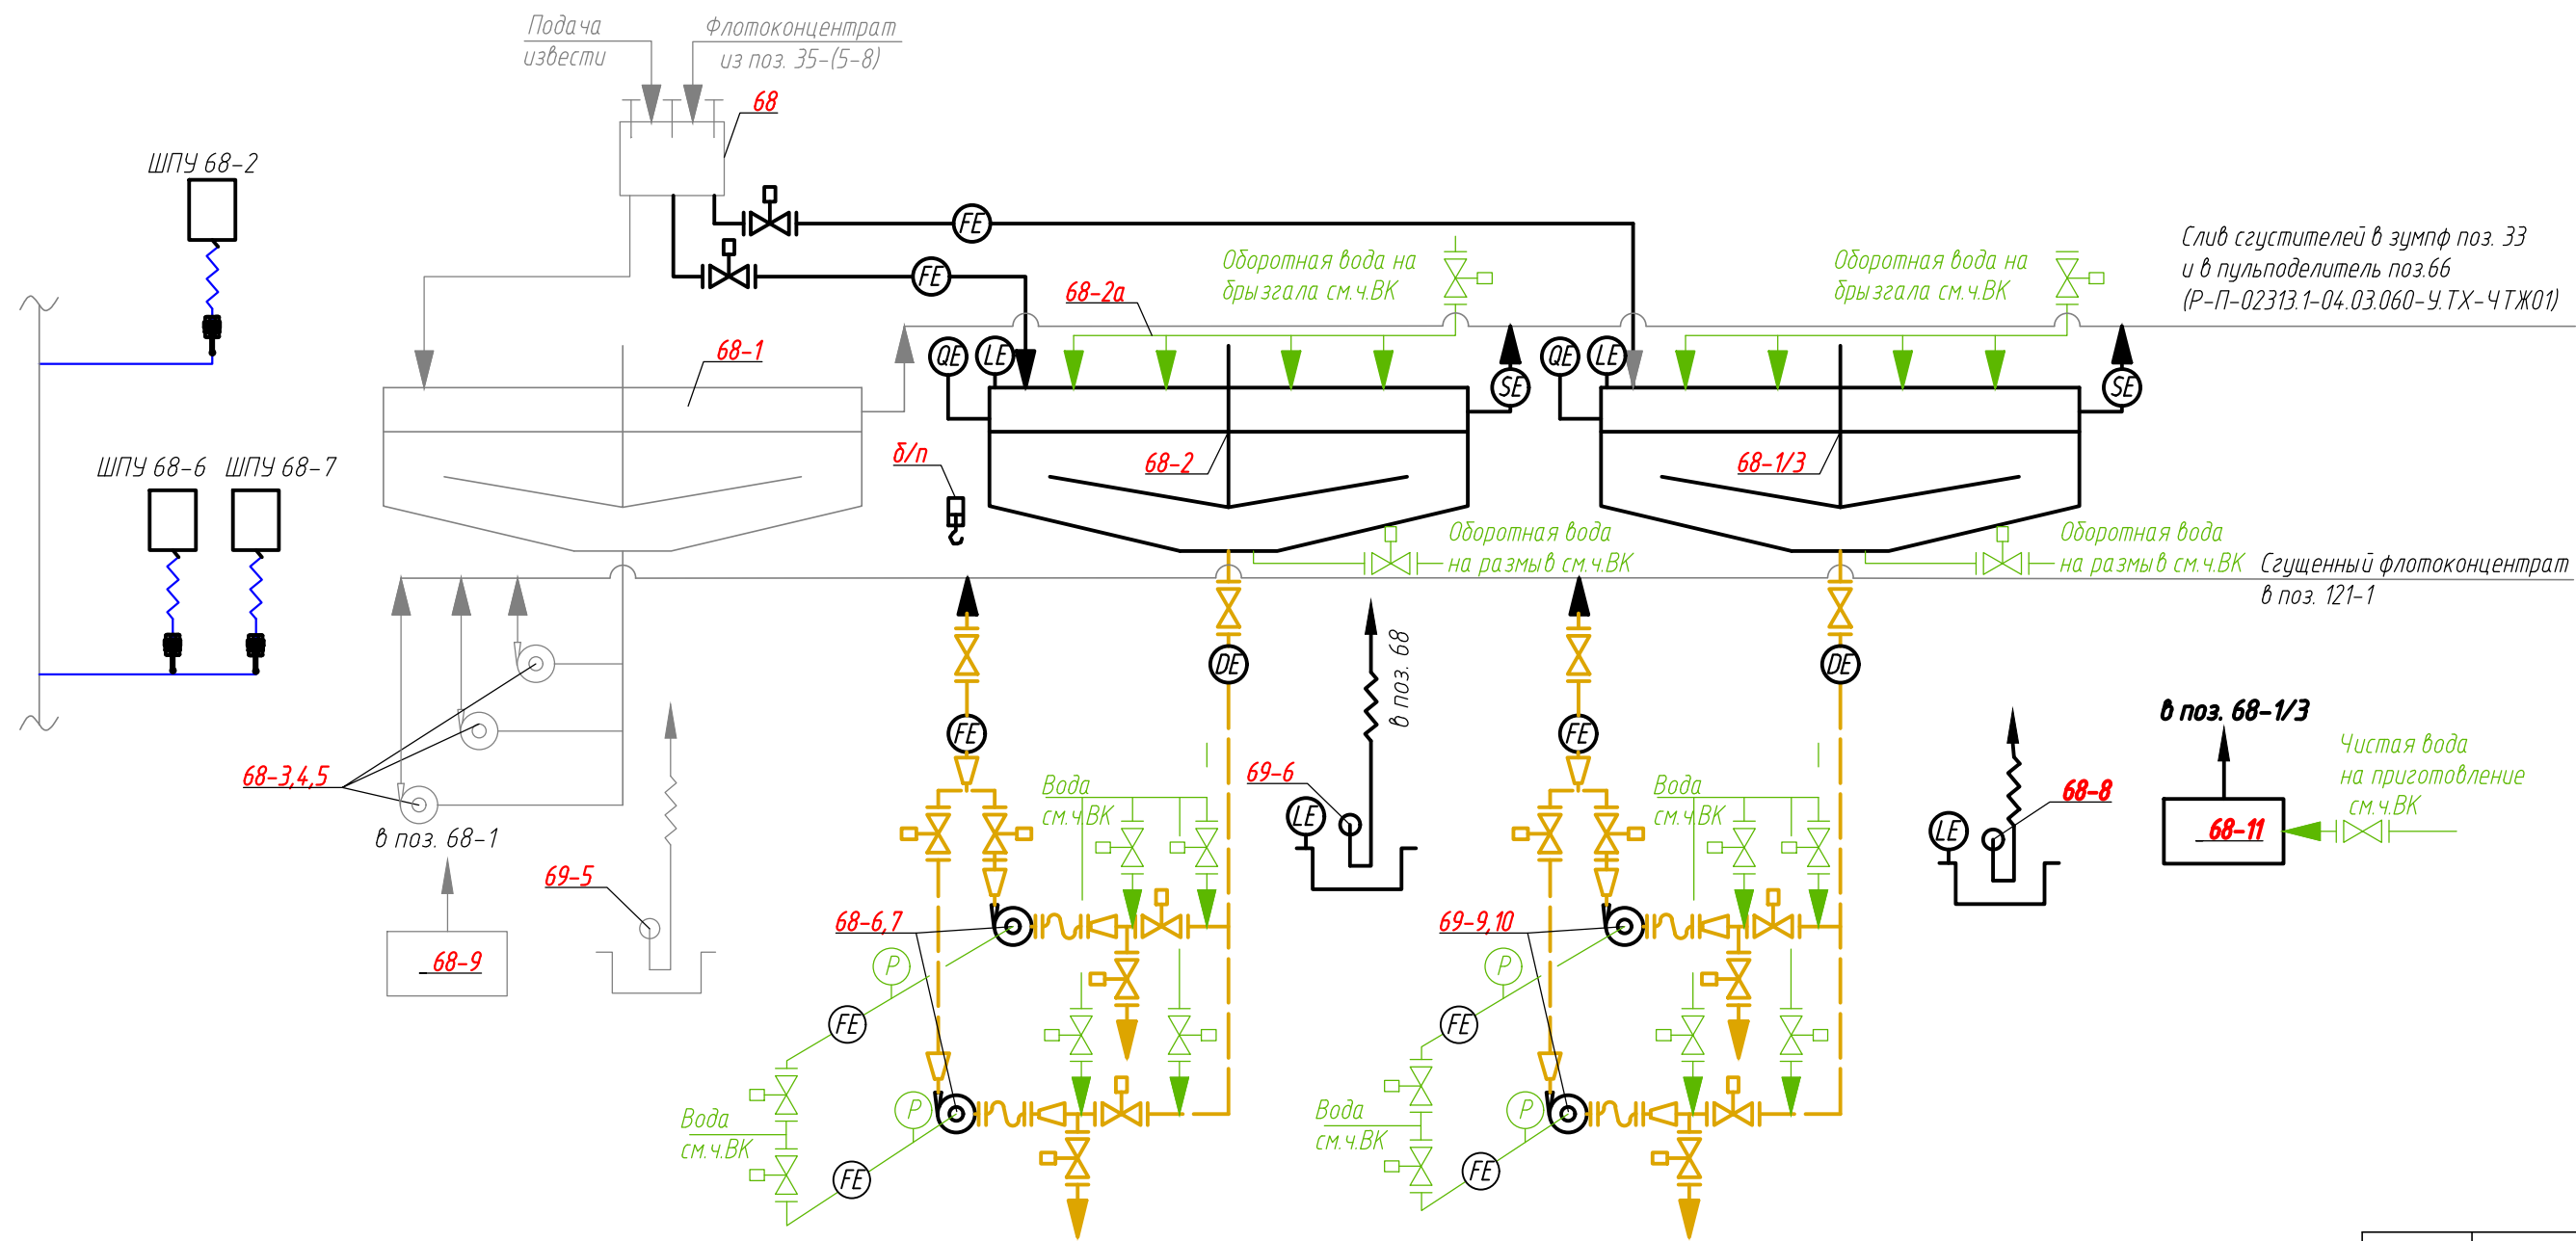 Подача
извести
Флотоконцентрат
из поз. 35-(5-8)
68
ШПУ 68-2
FE
FE
68-2а
Оборотная вода на
брызгала см.ч.ВК
Оборотная вода на
брызгала см.ч.ВК
Слив сгустителей в зумпф поз. 33
и в пульподелитель поз.66
(Р-П-02313.1-04.03.060-У.ТХ-ЧТЖ01)
68-1
QE
LE
SE
QE
LE
SE
ШПУ 68-6
ШПУ 68-7
б/п
68-2
68-1/3
Оборотная вода
на размыв см.ч.ВК
Оборотная вода
на размыв см.ч.ВК
Сгущенный флотоконцентрат
в поз. 121-1
DE
DE
в поз. 68
FE
FE
68-3,4,5
в поз. 68-1
Вода
см.ч.ВК
69-6
LE
Вода
см.ч.ВК
LE
68-8
в поз. 68-1/3
68-11
Чистая вода
на приготовление
см.ч.ВК
69-5
68-9
68-6,7
69-9,10
P
P
FE
FE
P
P
Вода
см.ч.ВК
Вода
см.ч.ВК
FE
FE